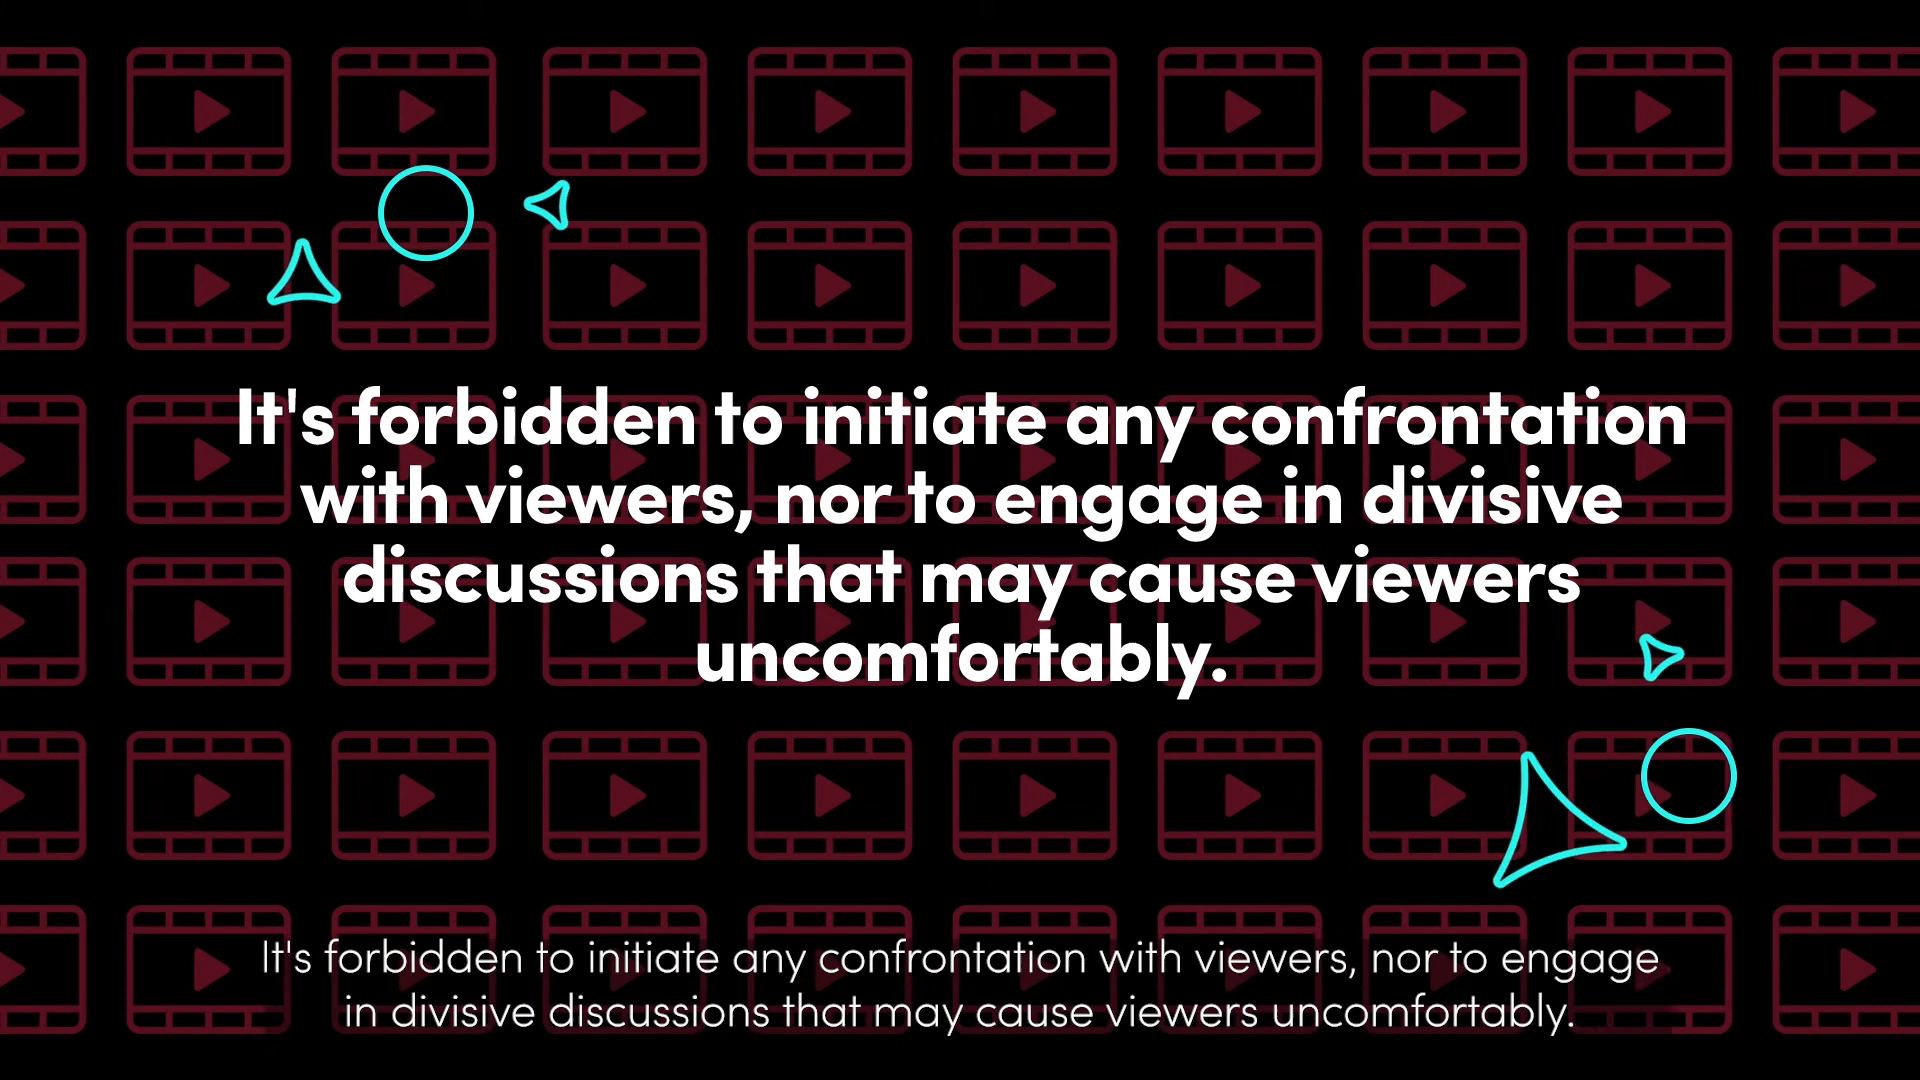 It's forbidden to initiate any confrontation
with viewers, nor to engage in divisive
discussions that may cause viewers
uncomfortably.
It's forbidden to initiate any confrontation with viewers, nor to engage
in divisive discussions that may cause viewers uncomfortably.